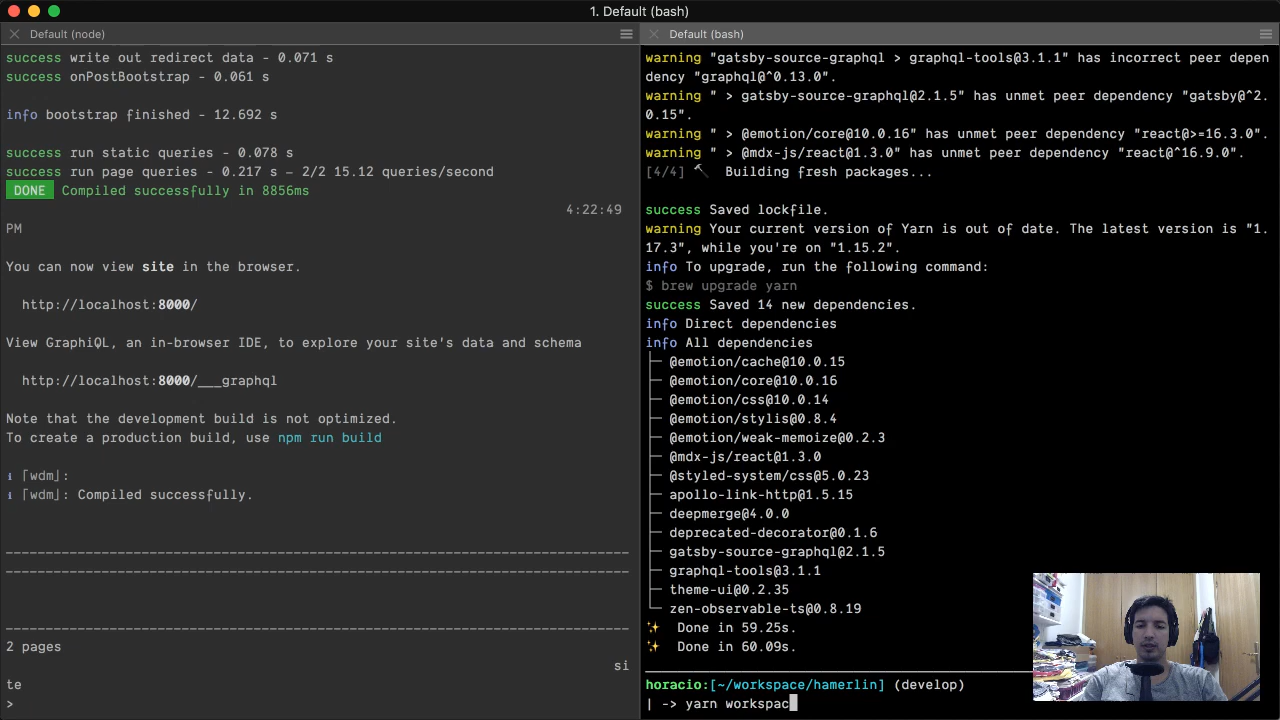 1. Default (bash)
Default (node)
success write out redirect data - 0.071 s
success onPostBootstrap - 0.061 s
info bootstrap finished - 12.692 s
success run static queries - 0.078 s
success run page queries - 0.217 s — 2/2 15.12 queries/second
DONE Compiled successfully in 8856ms
4:22:49
PM
You can now view site in the browser.
http://localhost:8000/
View GraphiQL, an in-browser IDE, to explore your site's data and schema
http://localhost:8000/___graphql
Note that the development build is not optimized.
To create a production build, use npm run build
ℹ 「wdm」:
ℹ 「wdm」: Compiled successfully.
2 pages
si
te
>
Default (bash)
warning "gatsby-source-graphql > graphql-tools@3.1.1" has incorrect peer depen
dency "graphql@^0.13.0".
warning " > gatsby-source-graphql@2.1.5" has unmet peer dependency "gatsby@^2.
0.15".
warning " > @emotion/core@10.0.16" has unmet peer dependency "react@>=16.3.0".
warning " > @mdx-js/react@1.3.0" has unmet peer dependency "react@^16.9.0".
[4/4] 🔨 Building fresh packages...
success Saved lockfile.
warning Your current version of Yarn is out of date. The latest version is "1.
17.3", while you're on "1.15.2".
info To upgrade, run the following command:
$ brew upgrade yarn
success Saved 14 new dependencies.
info Direct dependencies
info All dependencies
├─ @emotion/cache@10.0.15
├─ @emotion/core@10.0.16
├─ @emotion/css@10.0.14
├─ @emotion/stylis@0.8.4
├─ @emotion/weak-memoize@0.2.3
├─ @mdx-js/react@1.3.0
├─ @styled-system/css@5.0.23
├─ apollo-link-http@1.5.15
├─ deepmerge@4.0.0
├─ deprecated-decorator@0.1.6
├─ gatsby-source-graphql@2.1.5
├─ graphql-tools@3.1.1
├─ theme-ui@0.2.35
└─ zen-observable-ts@0.8.19
✨ Done in 59.25s.
✨ Done in 60.09s.
horacio:[~/workspace/hamerlin] (develop)
| -> yarn workspac